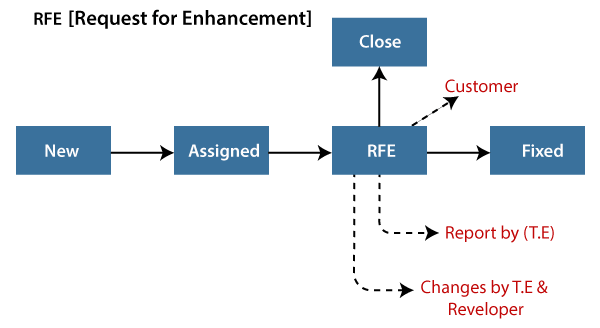 RFE [Request for Enhancement]
Close
Customer
New
Assigned
RFE
Fixed
Report by (T.E)
Changes by T.E &
Reveloper